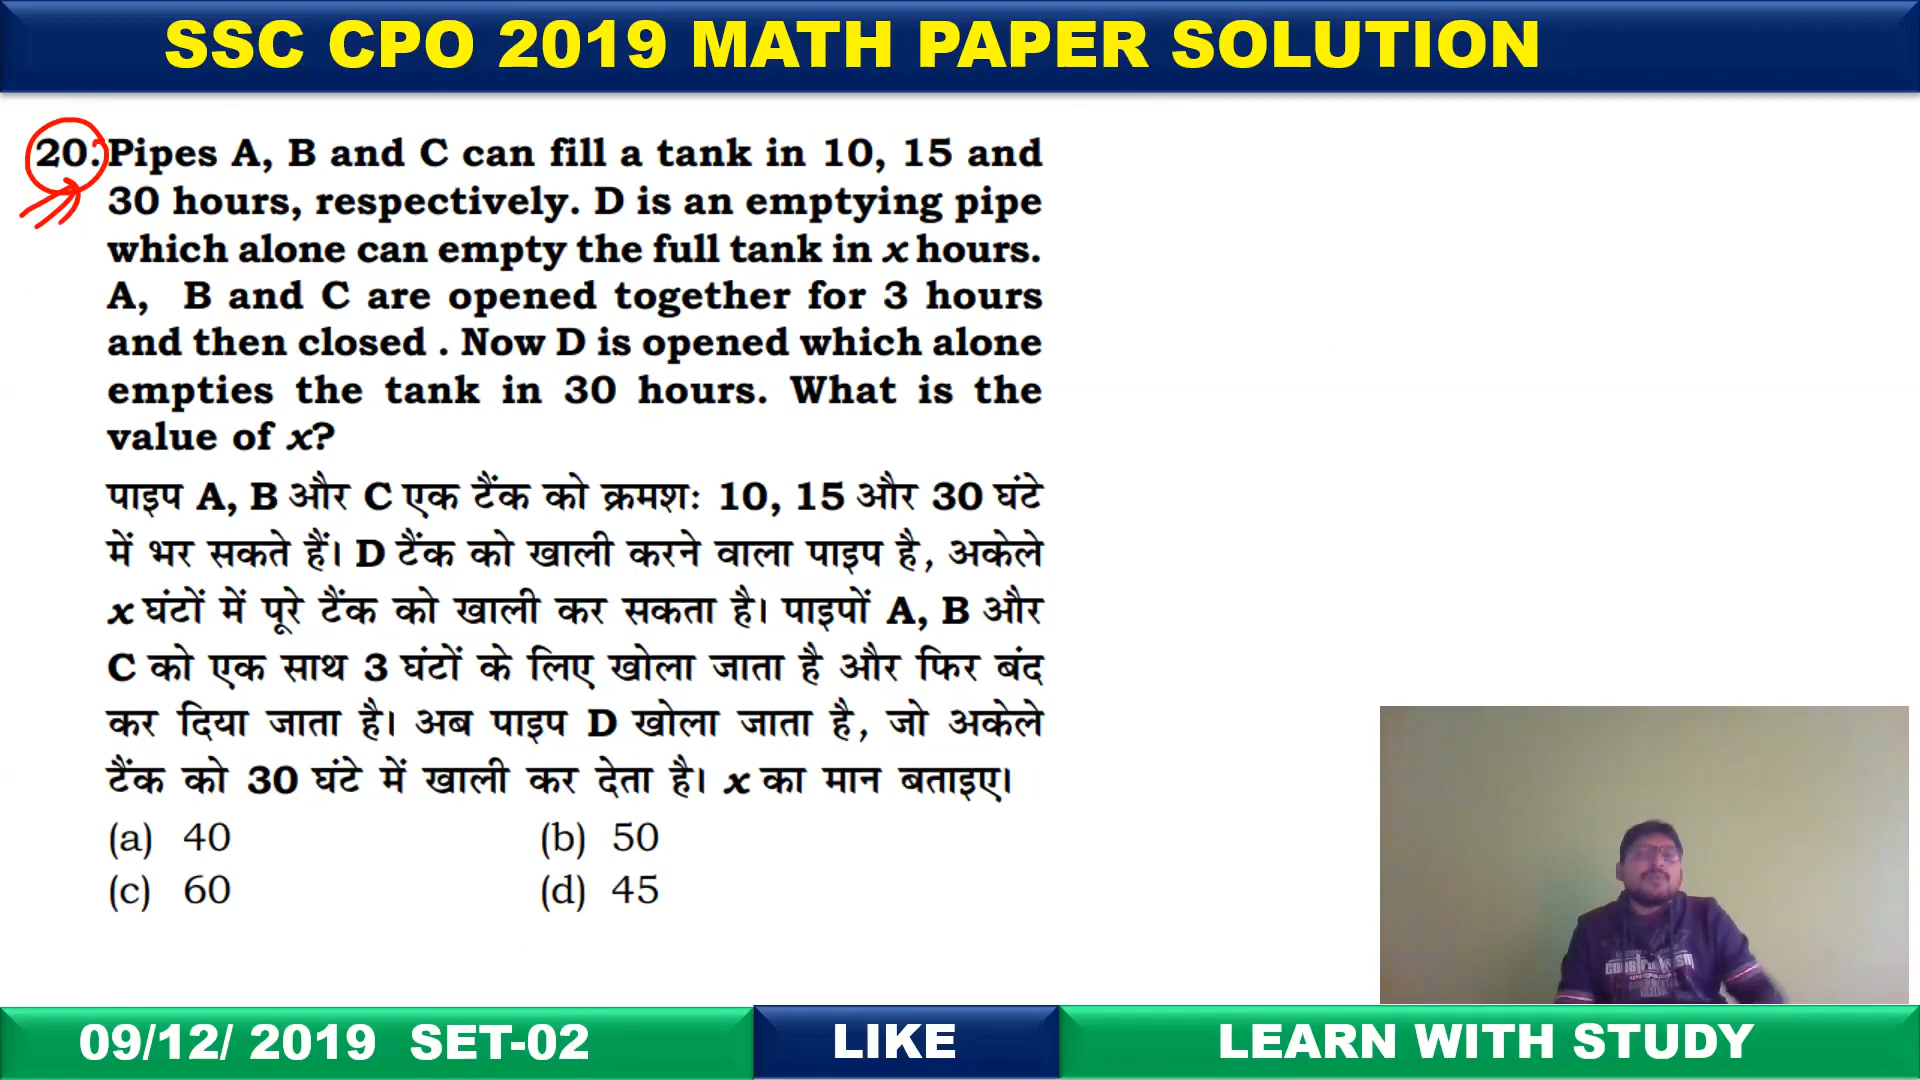 SSC CPO 2019 MATH PAPER SOLUTION
20. Pipes A, B and C can fill a tank in 10, 15 and
30 hours, respectively. D is an emptying pipe
which alone can empty the full tank in x hours.
A, B and C are opened together for 3 hours
and then closed . Now D is opened which alone
empties the tank in 30 hours. What is the
value of x?
पाइप A, B और C एक टैंक को क्रमशः 10, 15 और 30 घंटे
में भर सकते हैं। D टैंक को खाली करने वाला पाइप है, अकेले
x घंटों में पूरे टैंक को खाली कर सकता है। पाइपों A, B और
C को एक साथ 3 घंटों के लिए खोला जाता है और फिर बंद
कर दिया जाता है। अब पाइप D खोला जाता है, जो अकेले
टैंक को 30 घंटे में खाली कर देता है। x का मान बताइए।
(a) 40 (b) 50
(c) 60 (d) 45
09/12/ 2019 SET-02 LIKE LEARN WITH STUDY